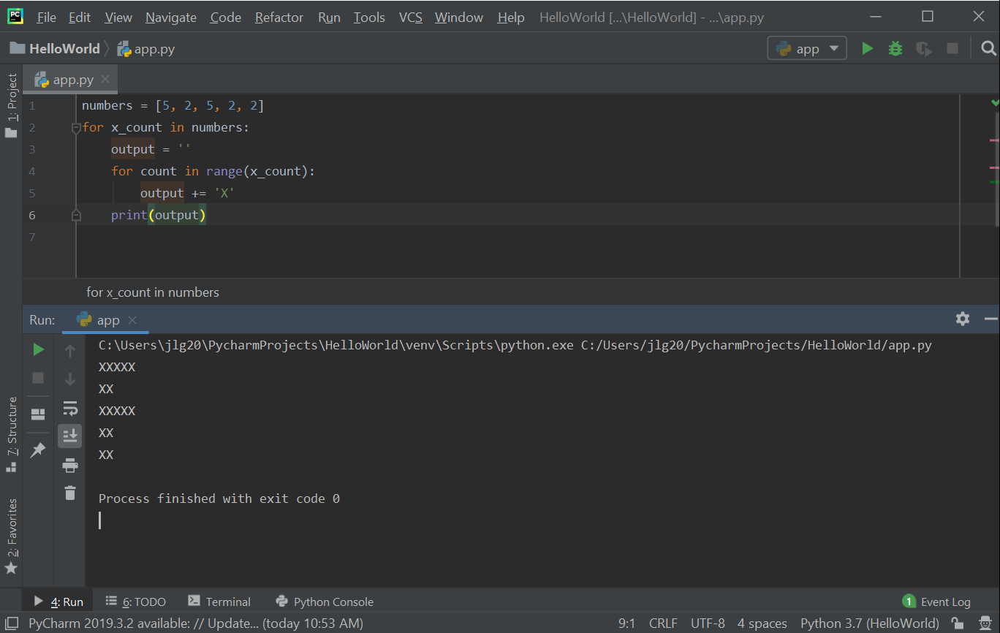 PC File Edit View Navigate Code Refactor Run Tools VCS Window Help HelloWorld [...\HelloWorld] - ...\app.py
HelloWorld app.py app
1: Project
app.py
1 numbers = [5, 2, 5, 2, 2]
2 for x_count in numbers:
3     output = ''
4     for count in range(x_count):
5         output += 'X'
6     print(output)
7
for x_count in numbers
Run: app
C:\Users\jlg20\PycharmProjects\HelloWorld\venv\Scripts\python.exe C:/Users/jlg20/PycharmProjects/HelloWorld/app.py
XXXXX
XX
XXXXX
XX
XX
Process finished with exit code 0
7: Structure
2: Favorites
4: Run 6: TODO Terminal Python Console 1 Event Log
PyCharm 2019.3.2 available: // Update... (today 10:53 AM) 9:1 CRLF UTF-8 4 spaces Python 3.7 (HelloWorld)